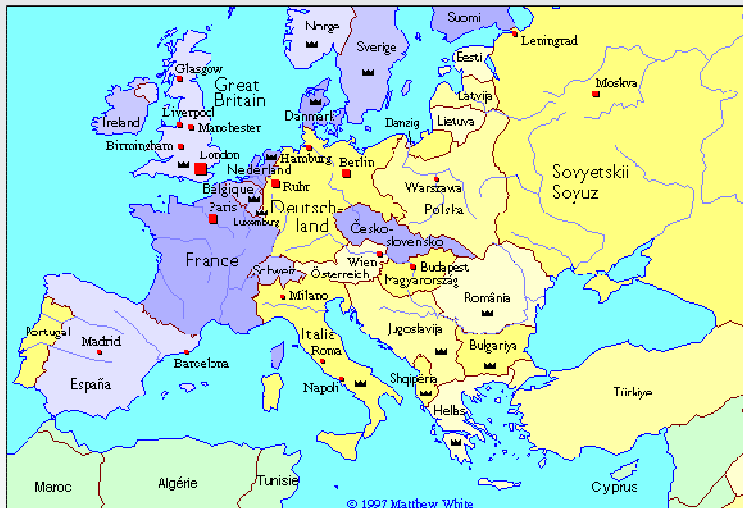 Norge
Suomi
Sverige
Leningrad
Eesti
Glasgow
Great
Britain
Moskva
Latvija
Liverpool
Danmark
Danzig
Lietuva
Ireland
Manchester
Birmingham
London
Hamburg
Berlin
Nederland
Ruhr
Warszawa
Polska
Sovyetskii
Soyuz
Belgique
Paris
Luxemburg
Deutsch-
land
Česko-
slovensko
France
Schweiz
Wien
Österreich
Budapest
Magyarország
Milano
România
Portugal
Madrid
Barcelona
España
Italia
Roma
Napoli
Jugoslavija
Bulgariya
Shqipëria
Hellas
Türkiye
Maroc
Algérie
Tunisie
Cyprus
© 1997 Matthew White